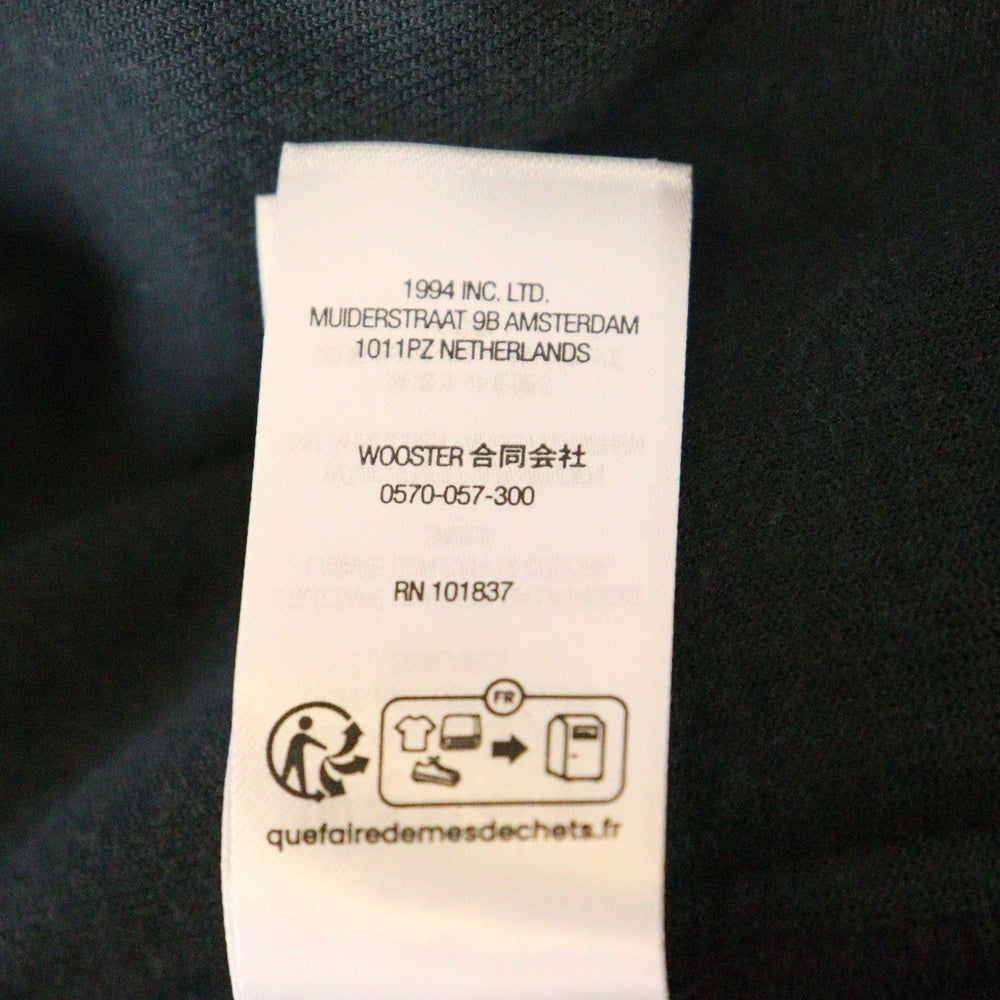 1994 INC. LTD.
MUIDERSTRAAT 9B AMSTERDAM
1011PZ NETHERLANDS
WOOSTER 合同会社
0570-057-300
RN 101837
FR
quefairedemesdechets.fr